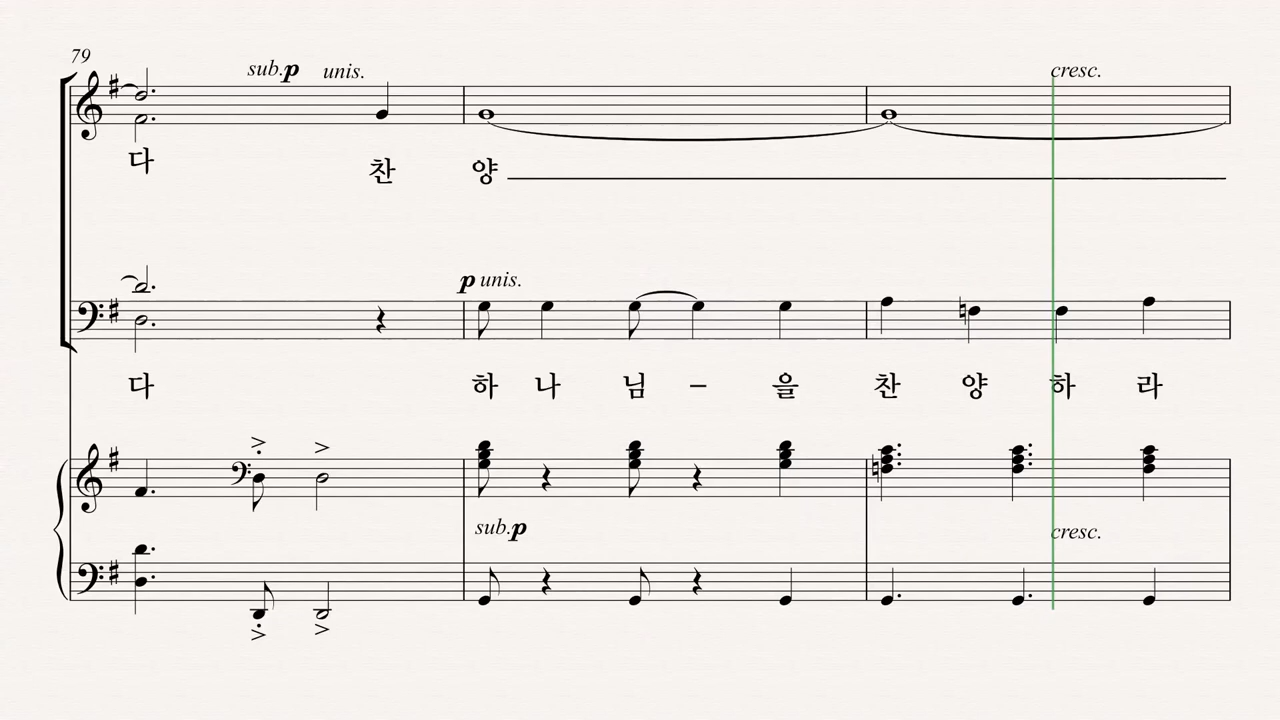 79
sub.p unis. cresc.
다 찬 양
p unis.
다 하 나 님 – 을 찬 양 하 라
sub.p cresc.